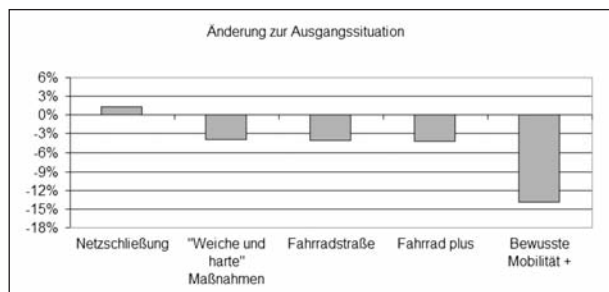 Änderung zur Ausgangssituation
6%
3%
0%
-3%
-6%
-9%
-12%
-15%
-18%
Netzschließung
"Weiche und
harte"
Maßnahmen
Fahrradstraße
Fahrrad plus
Bewusste
Mobilität +